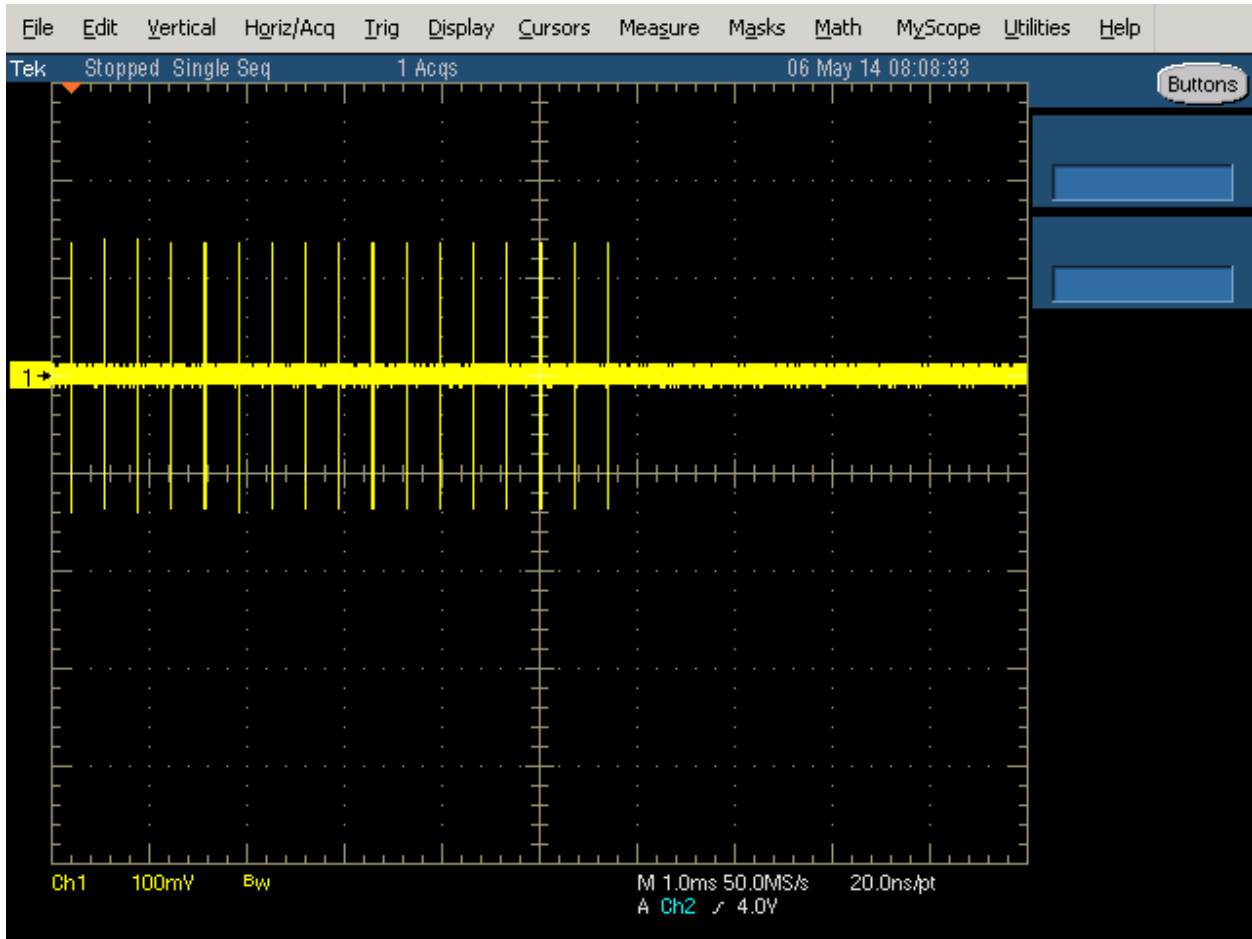 File Edit Vertical Horiz/Acq Trig Display Cursors Measure Masks Math MyScope Utilities Help
Tek Stopped Single Seq 1 Acqs 06 May 14 08:08:33
Buttons
1
Ch1 100mV Bw M 1.0ms 50.0MS/s 20.0ns/pt
A Ch2 4.0V